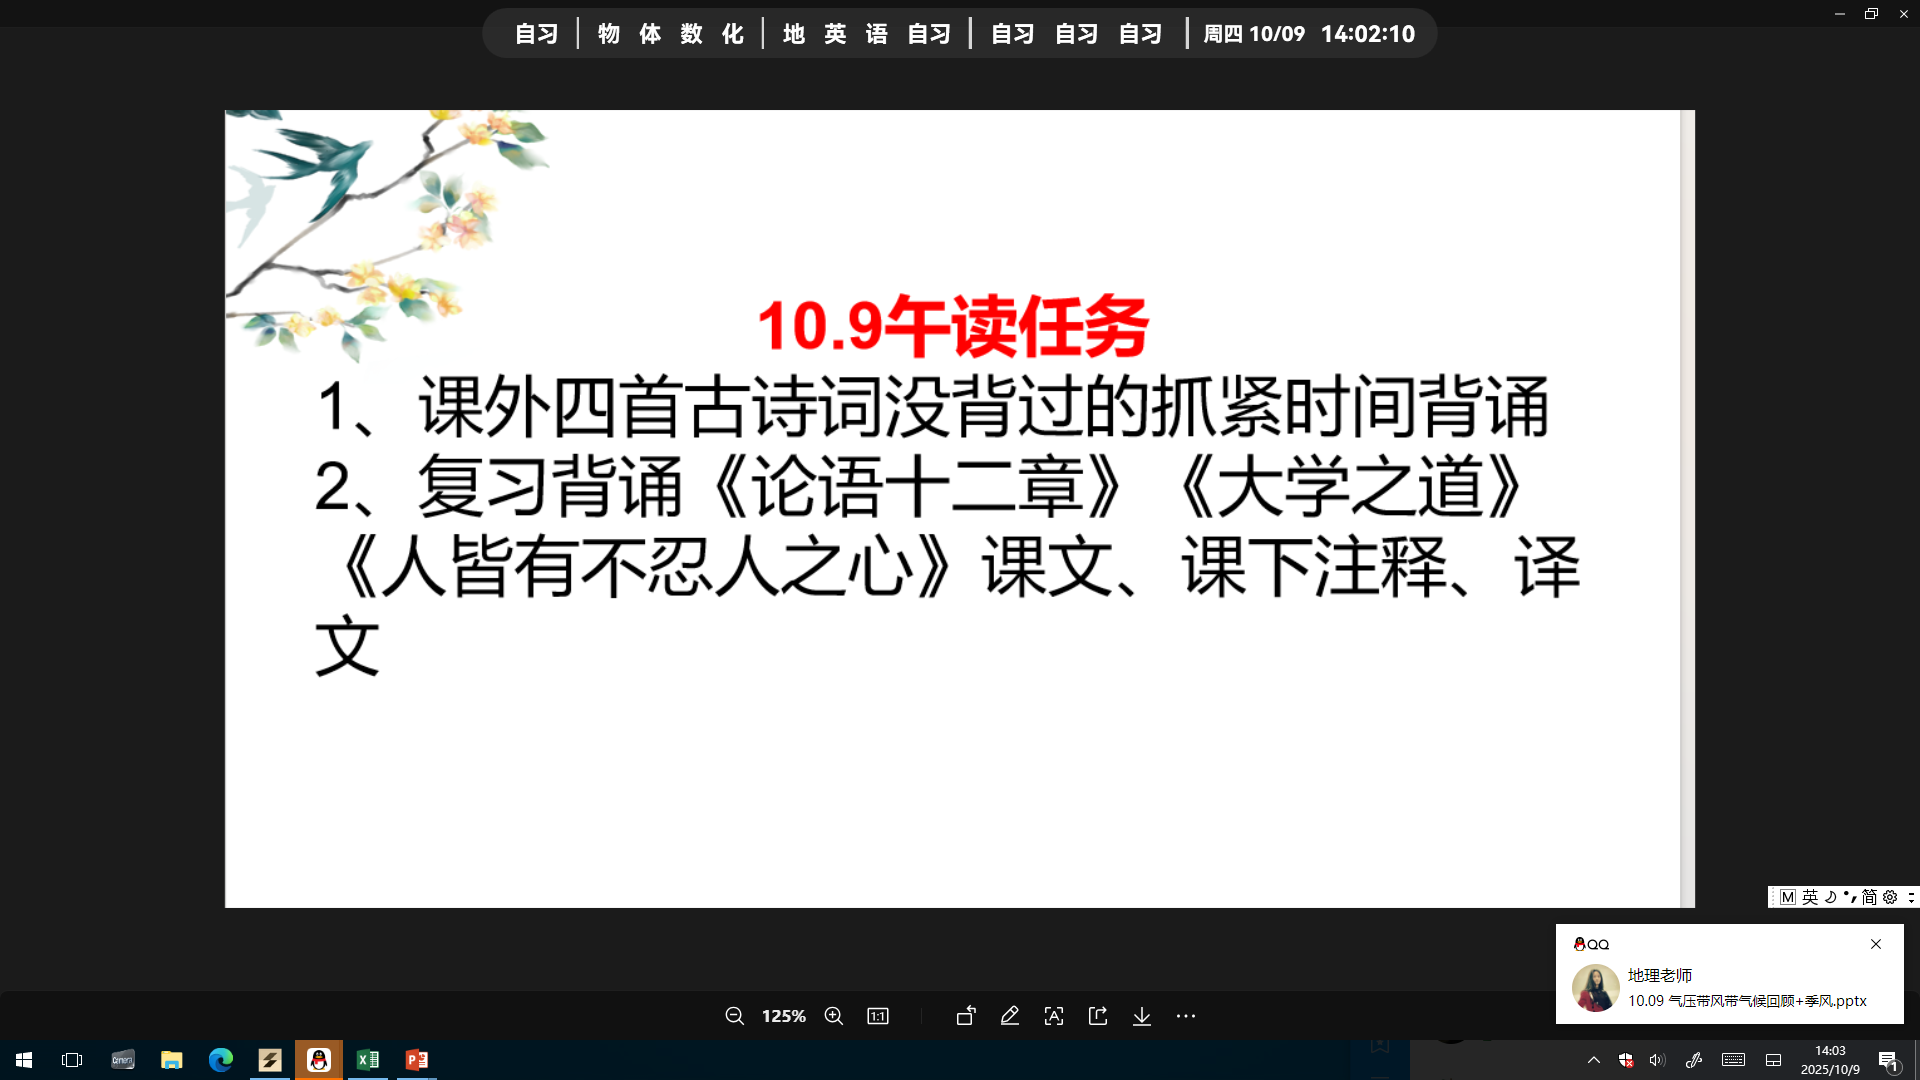 自习 | 物 体 数 化 | 地 英 语 自习 | 自习 自习 自习 | 周四 10/09 14:02:10
10.9午读任务
1、课外四首古诗词没背过的抓紧时间背诵
2、复习背诵《论语十二章》《大学之道》
《人皆有不忍人之心》课文、课下注释、译
文
M 英 简
QQ
地理老师
10.09 气压带风带气候回顾+季风.pptx
125% 1:1
14:03
2025/10/9
1